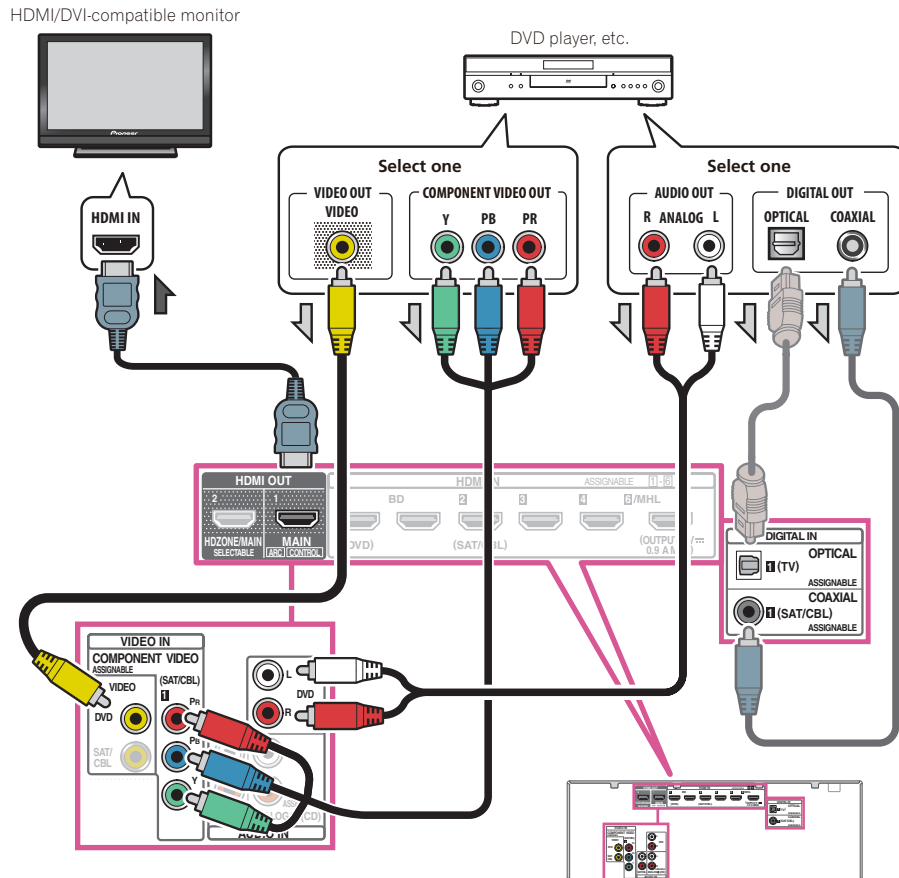 HDMI/DVI-compatible monitor
DVD player, etc.
Pioneer
HDMI IN
Select one
VIDEO OUT
VIDEO
COMPONENT VIDEO OUT
Y PB PR
Select one
AUDIO OUT
R ANALOG L
DIGITAL OUT
OPTICAL COAXIAL
HDMI OUT
2 1
HDZONE/MAIN
SELECTABLE
MAIN
ARC CONTROL
ASSIGNABLE 1-6
BD 2 3 4 6/MHL
(SAT/CBL)
0.9 A M
DIGITAL IN
OPTICAL
1 (TV)
ASSIGNABLE
COAXIAL
1 (SAT/CBL)
ASSIGNABLE
VIDEO IN
COMPONENT VIDEO
ASSIGNABLE
VIDEO
(SAT/CBL)
1
PR
DVD
PB
SAT/
CBL
Y
L
DVD
R
(CD)
AUDIO IN